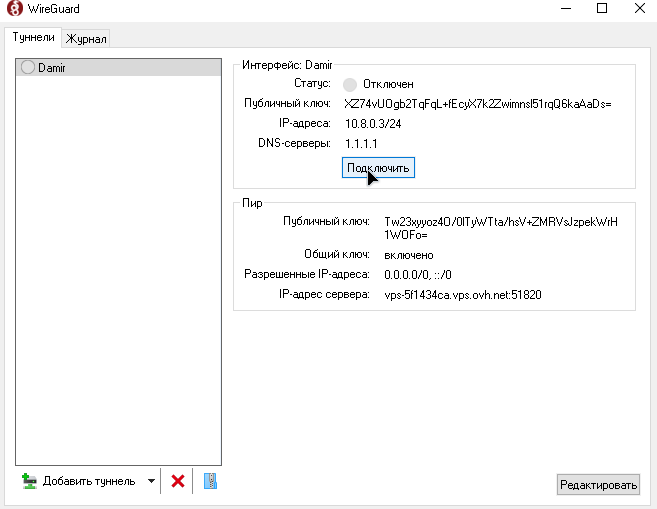 WireGuard
Туннели Журнал
Damir
Интерфейс: Damir
Статус: Отключен
Публичный ключ: XZ74vUOgb2TqFqL+fEcyX7k2Zwimnsl51rqQ6kaAaDs=
IP-адреса: 10.8.0.3/24
DNS-серверы: 1.1.1.1
Подключить
Пир
Публичный ключ: Tw23xyyoz4O/0lTyWTta/hsV+ZMRVsJzpekWrH
1WOFo=
Общий ключ: включено
Разрешенные IP-адреса: 0.0.0.0/0, ::/0
IP-адрес сервера: vps-5f1434ca.vps.ovh.net:51820
Добавить туннель
Редактировать